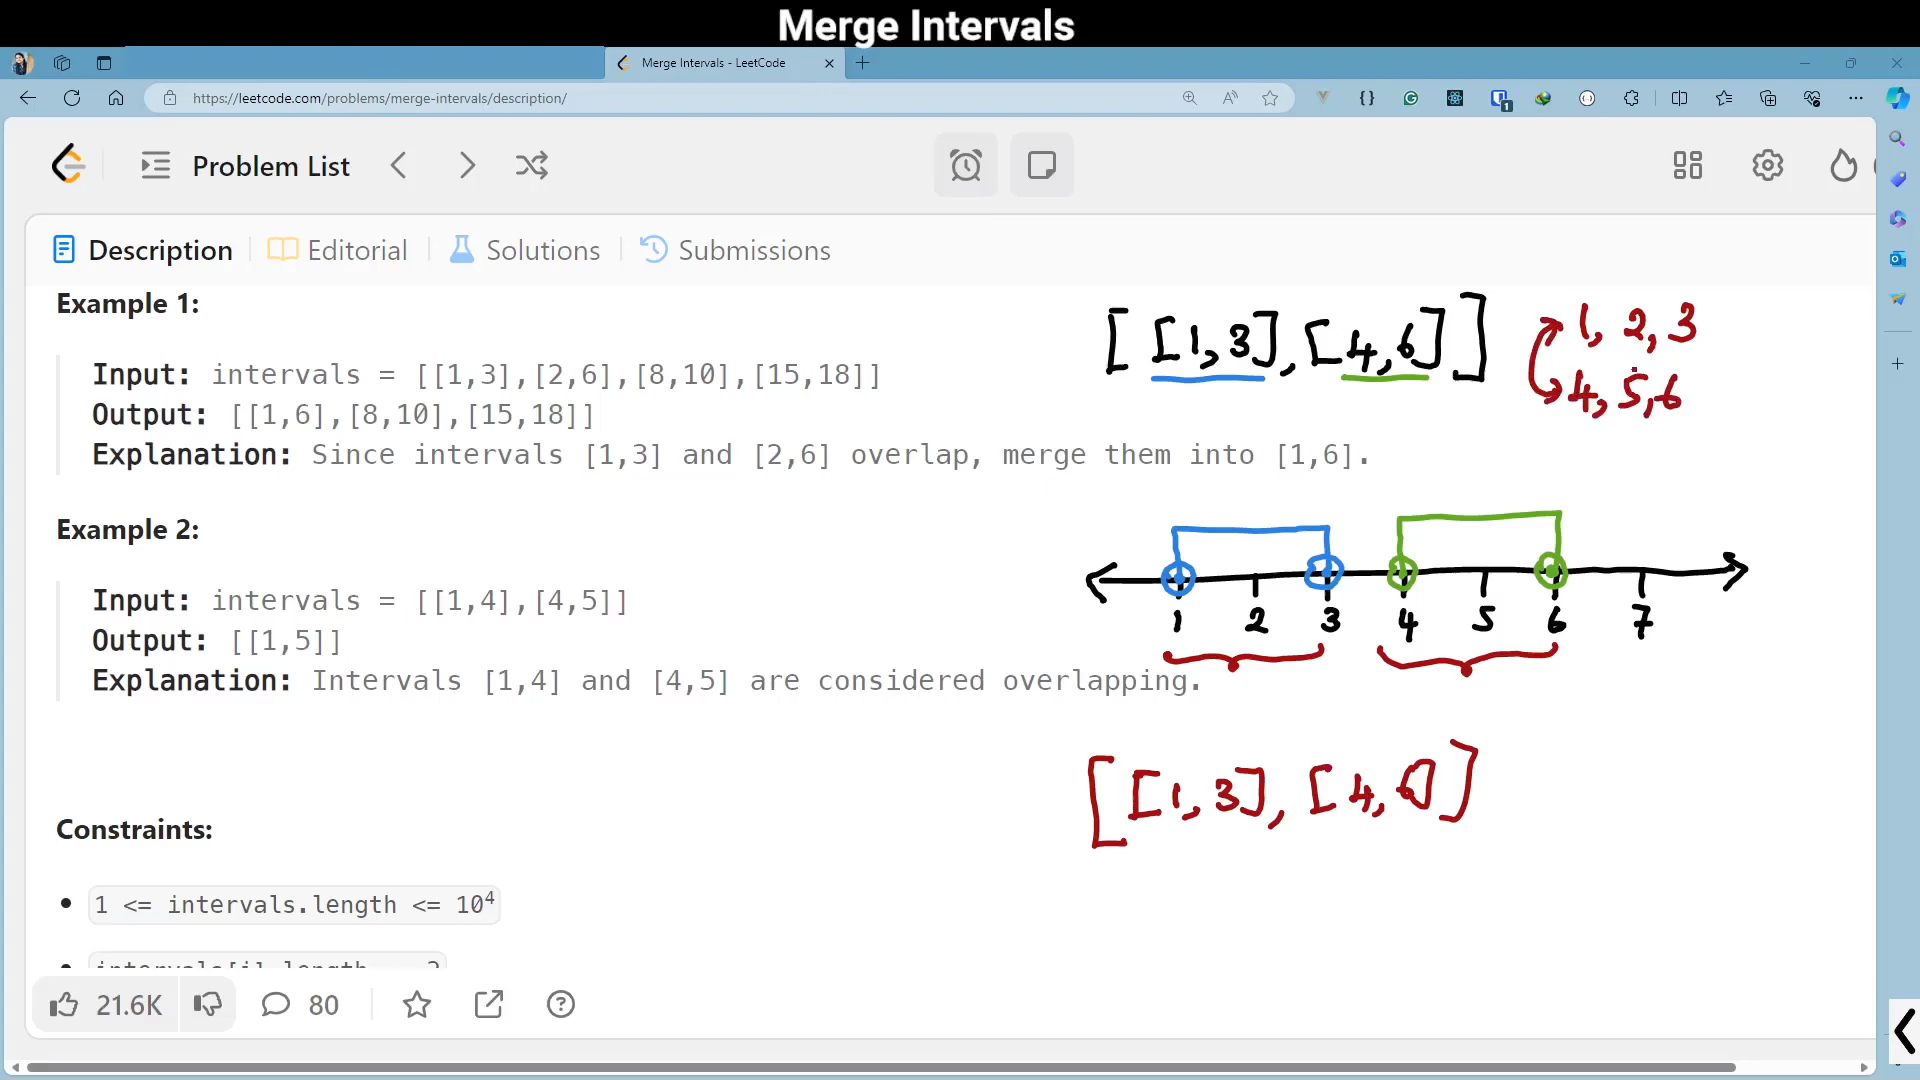 Merge Intervals
Merge Intervals - LeetCode
https://leetcode.com/problems/merge-intervals/description/
1
Problem List
Description
Editorial
Solutions
Submissions
Example 1:
Input: intervals = [[1,3],[2,6],[8,10],[15,18]]
Output: [[1,6],[8,10],[15,18]]
Explanation: Since intervals [1,3] and [2,6] overlap, merge them into [1,6].
Example 2:
Input: intervals = [[1,4],[4,5]]
Output: [[1,5]]
Explanation: Intervals [1,4] and [4,5] are considered overlapping.
Constraints:
1 <= intervals.length <= 10⁴
21.6K
80
[[1,3],[4,6]]
1, 2, 3
4, 5, 6
1 2 3 4 5 6 7
[[1,3],[4,6]]